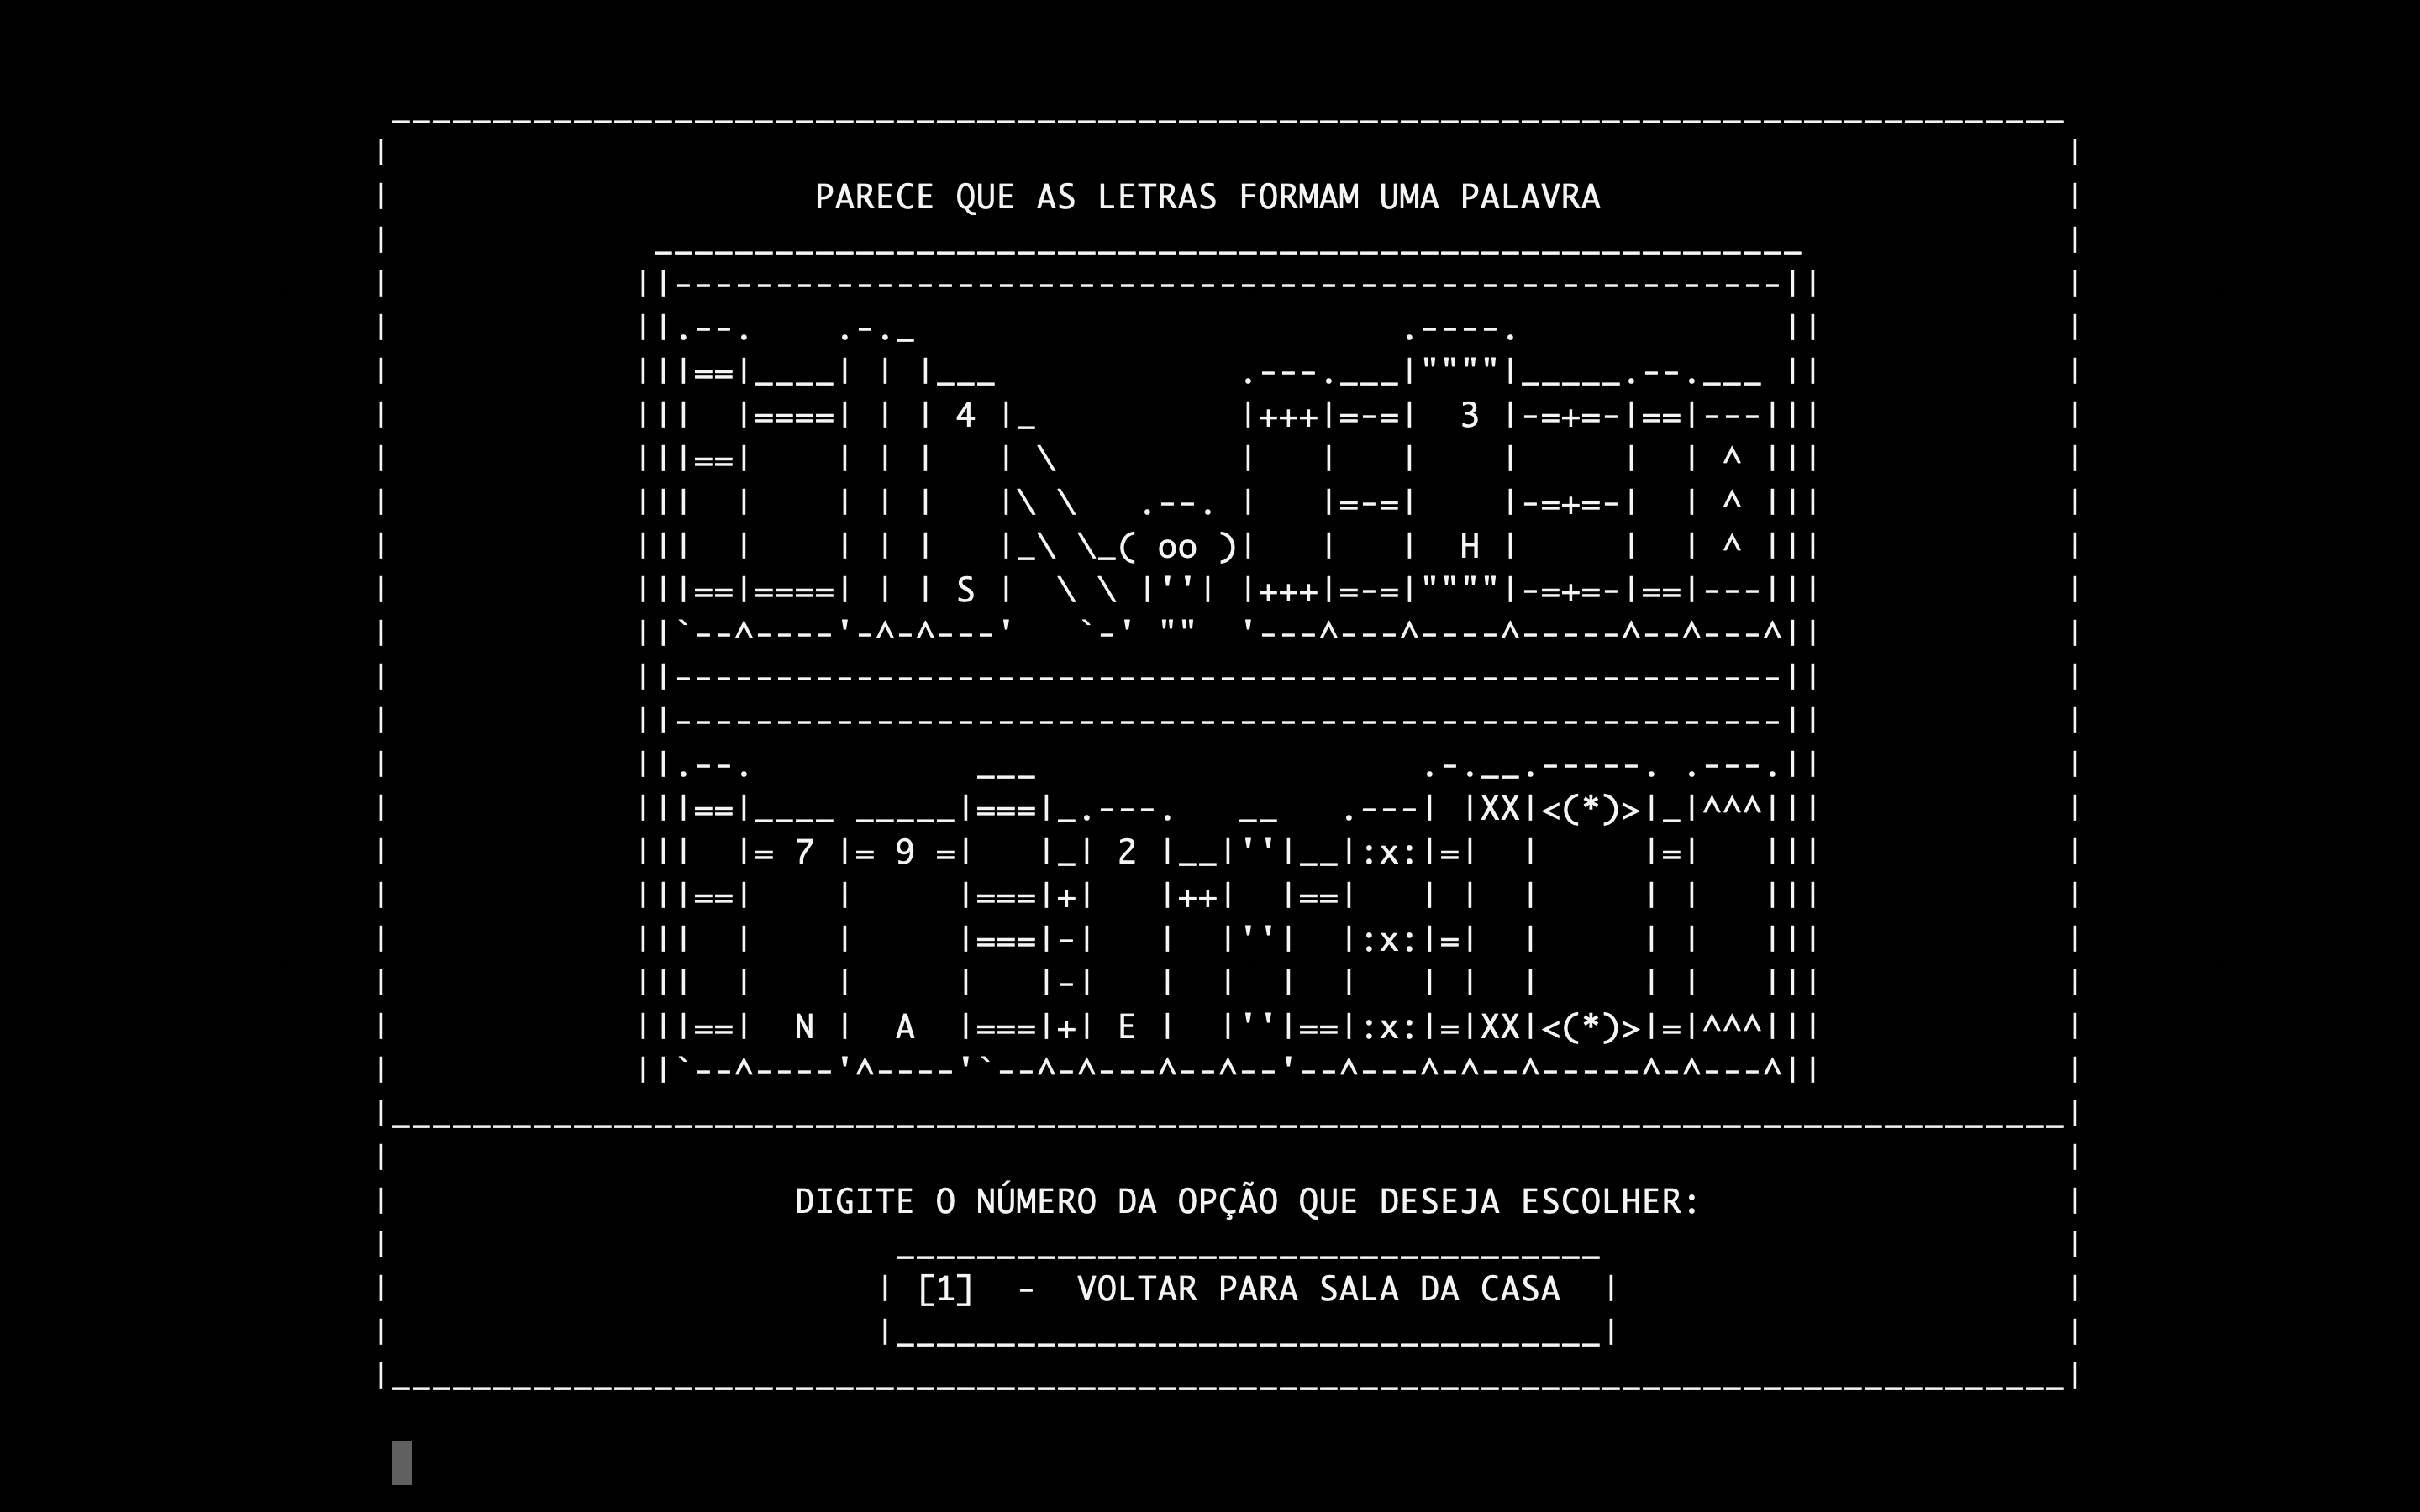 PARECE QUE AS LETRAS FORMAM UMA PALAVRA
4 3
H
S
7 9 2
N A E
DIGITE O NÚMERO DA OPÇÃO QUE DESEJA ESCOLHER:
[1] - VOLTAR PARA SALA DA CASA